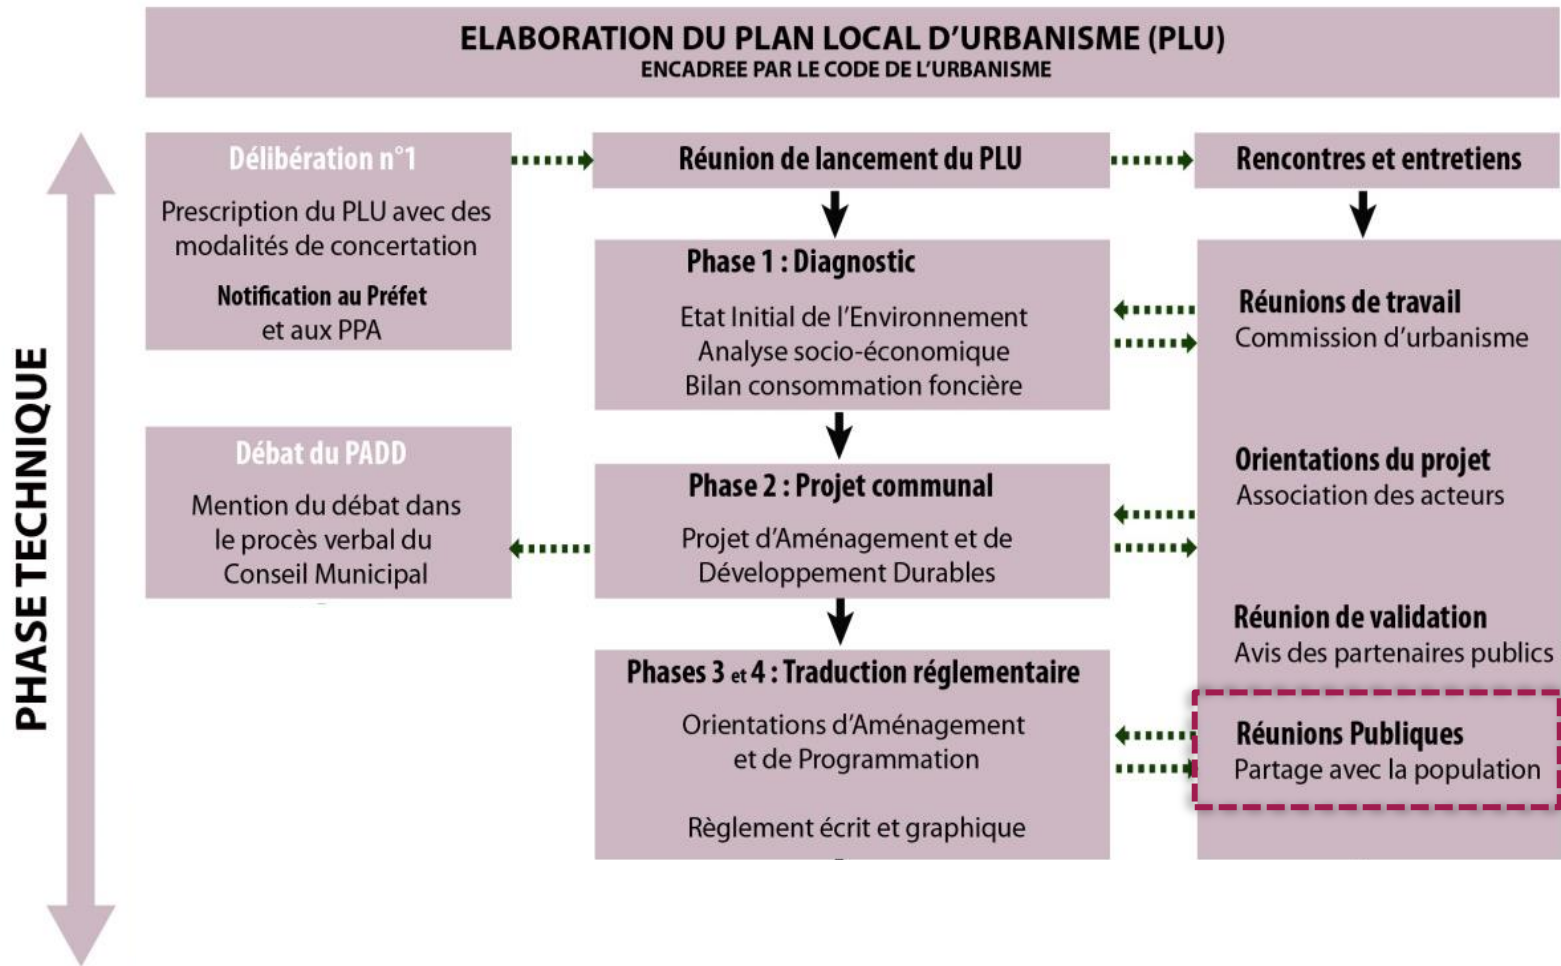 ELABORATION DU PLAN LOCAL D'URBANISME (PLU)
ENCADREE PAR LE CODE DE L'URBANISME
PHASE TECHNIQUE
Délibération n°1
Prescription du PLU avec des
modalités de concertation
Notification au Préfet
et aux PPA
Débat du PADD
Mention du débat dans
le procès verbal du
Conseil Municipal
Réunion de lancement du PLU
Phase 1 : Diagnostic
Etat Initial de l'Environnement
Analyse socio-économique
Bilan consommation foncière
Phase 2 : Projet communal
Projet d'Aménagement et de
Développement Durables
Phases 3 et 4 : Traduction réglementaire
Orientations d'Aménagement
et de Programmation
Règlement écrit et graphique
Rencontres et entretiens
Réunions de travail
Commission d'urbanisme
Orientations du projet
Association des acteurs
Réunion de validation
Avis des partenaires publics
Réunions Publiques
Partage avec la population